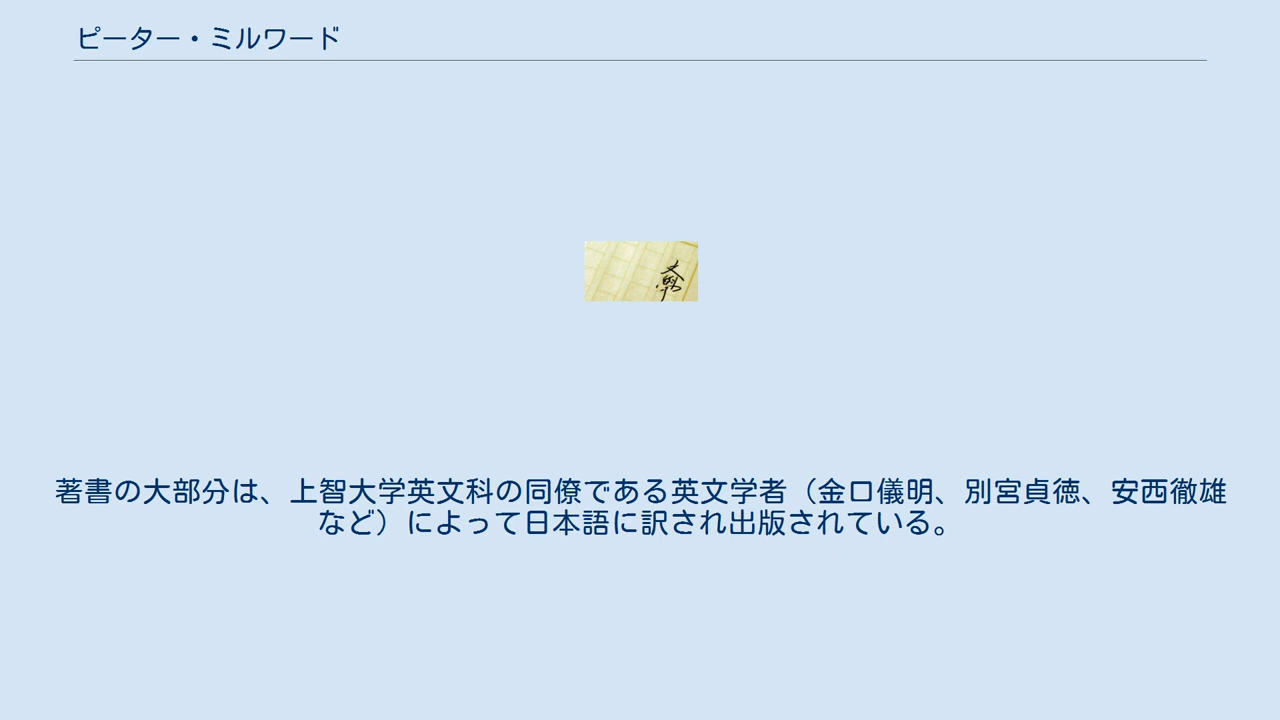 ピーター・ミルワード
著書の大部分は、上智大学英文科の同僚である英文学者（金口儀明、別宮貞徳、安西徹雄
など）によって日本語に訳され出版されている。